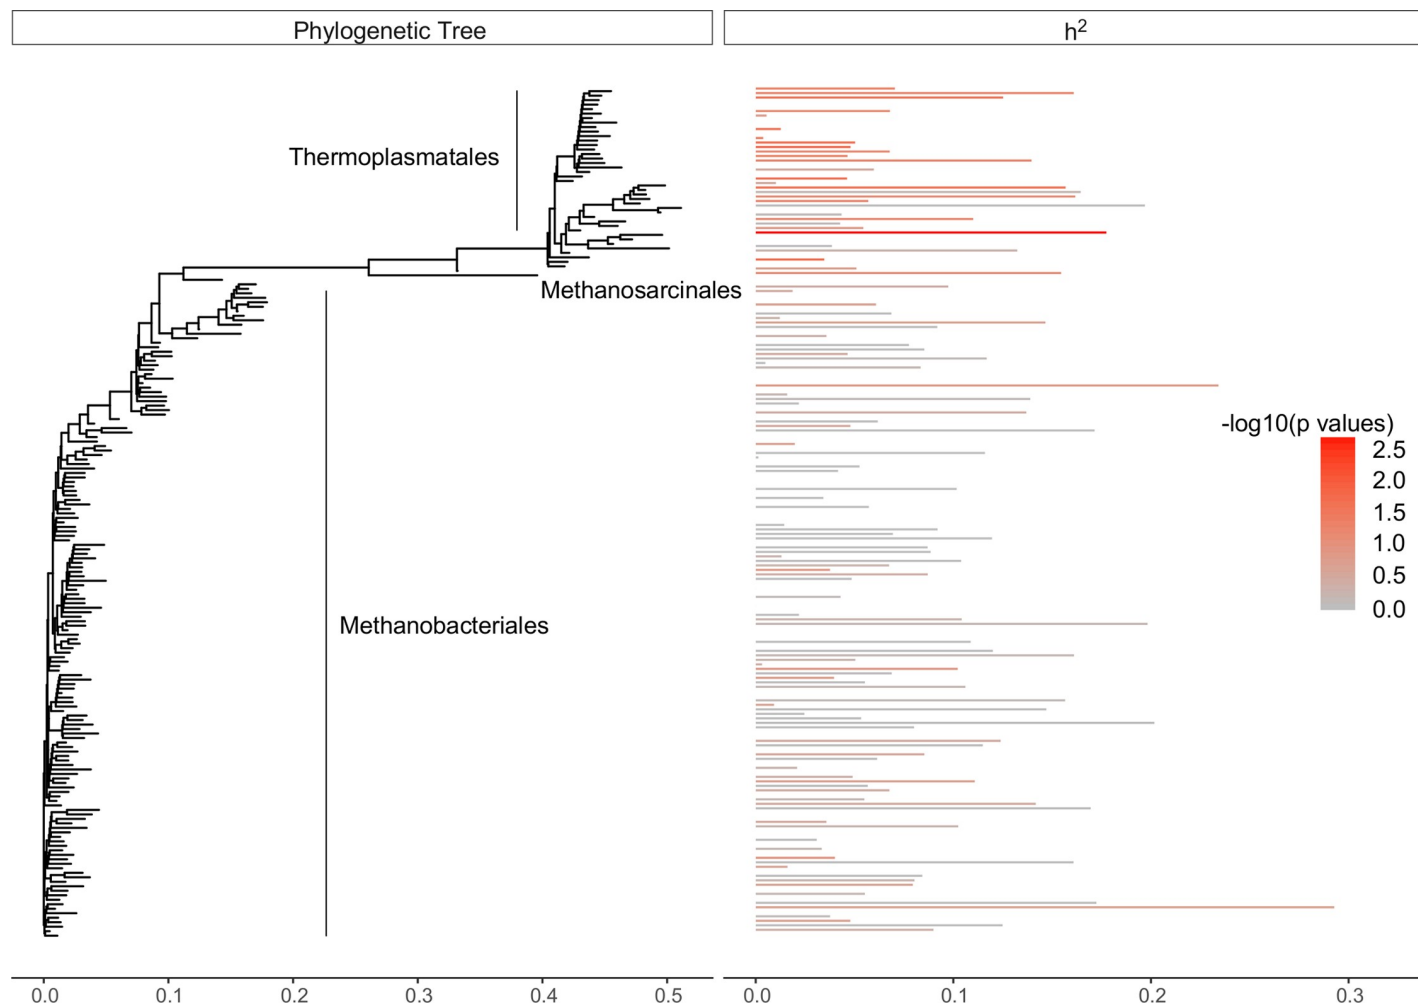 Phylogenetic Tree
h²
Thermoplasmatales
Methanosarcinales
-log10(p values)
2.5
2.0
1.5
1.0
0.5
0.0
Methanobacteriales
0.0 0.1 0.2 0.3 0.4 0.5
0.0 0.1 0.2 0.3